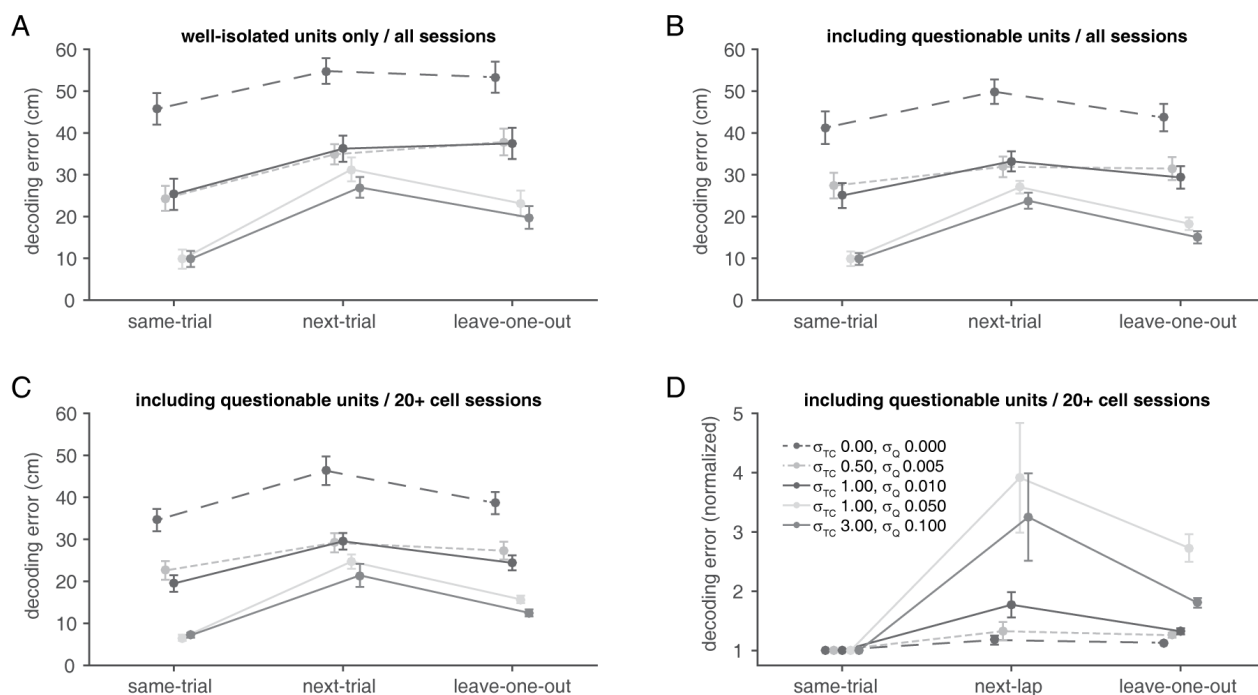 A
well-isolated units only / all sessions
60
50
40
30
20
10
0
decoding error (cm)
same-trial
next-trial
leave-one-out
B
including questionable units / all sessions
60
50
40
30
20
10
0
decoding error (cm)
same-trial
next-trial
leave-one-out
C
including questionable units / 20+ cell sessions
60
50
40
30
20
10
0
decoding error (cm)
same-trial
next-trial
leave-one-out
D
including questionable units / 20+ cell sessions
5
4
3
2
1
decoding error (normalized)
σTC 0.00, σQ 0.000
σTC 0.50, σQ 0.005
σTC 1.00, σQ 0.010
σTC 1.00, σQ 0.050
σTC 3.00, σQ 0.100
same-trial
next-lap
leave-one-out